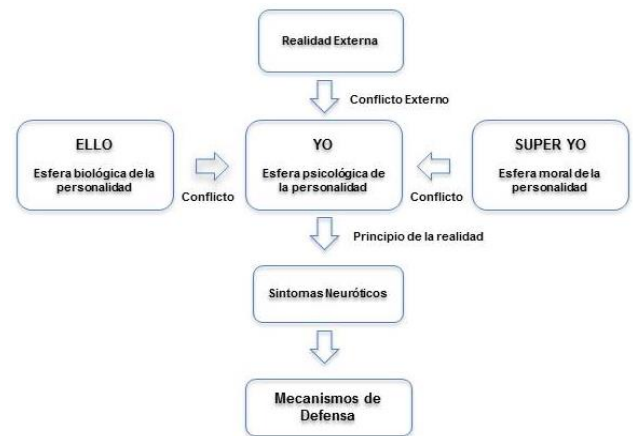 Realidad Externa
Conflicto Externo
ELLO
Esfera biológica de la
personalidad
Conflicto
YO
Esfera psicológica de
la personalidad
Conflicto
SUPER YO
Esfera moral de la
personalidad
Principio de la realidad
Sintomas Neuróticos
Mecanismos de
Defensa